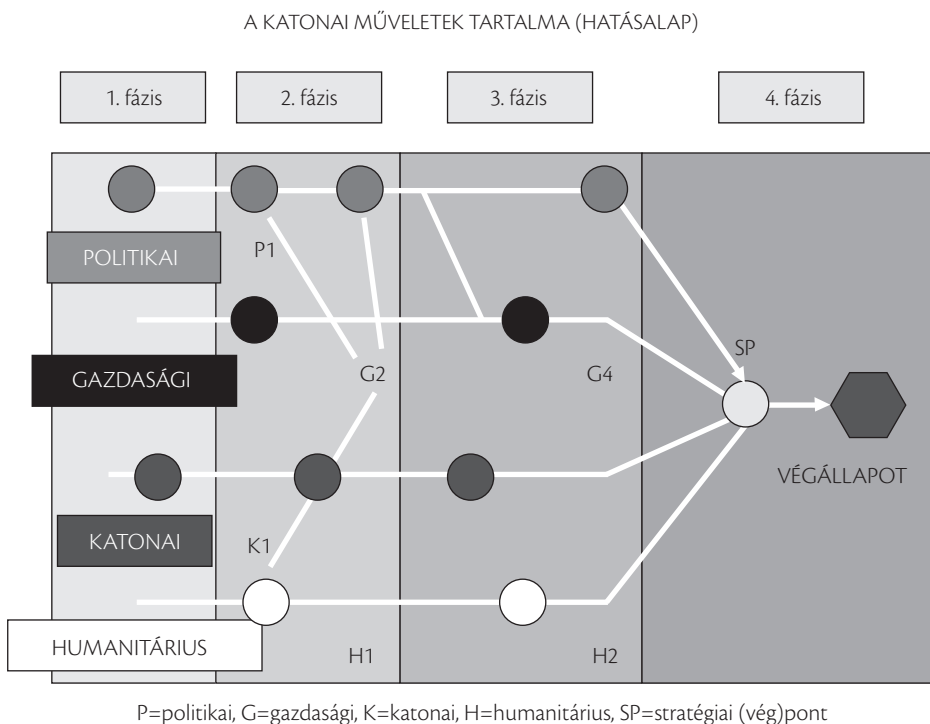 A KATONAI MŰVELETEK TARTALMA (HATÁSALAP)
1. fázis
2. fázis
3. fázis
4. fázis
POLITIKAI
P1
GAZDASÁGI
G2
G4
SP
VÉGÁLLAPOT
KATONAI
K1
HUMANITÁRIUS
H1
H2
P=politikai, G=gazdasági, K=katonai, H=humanitárius, SP=stratégiai (vég)pont